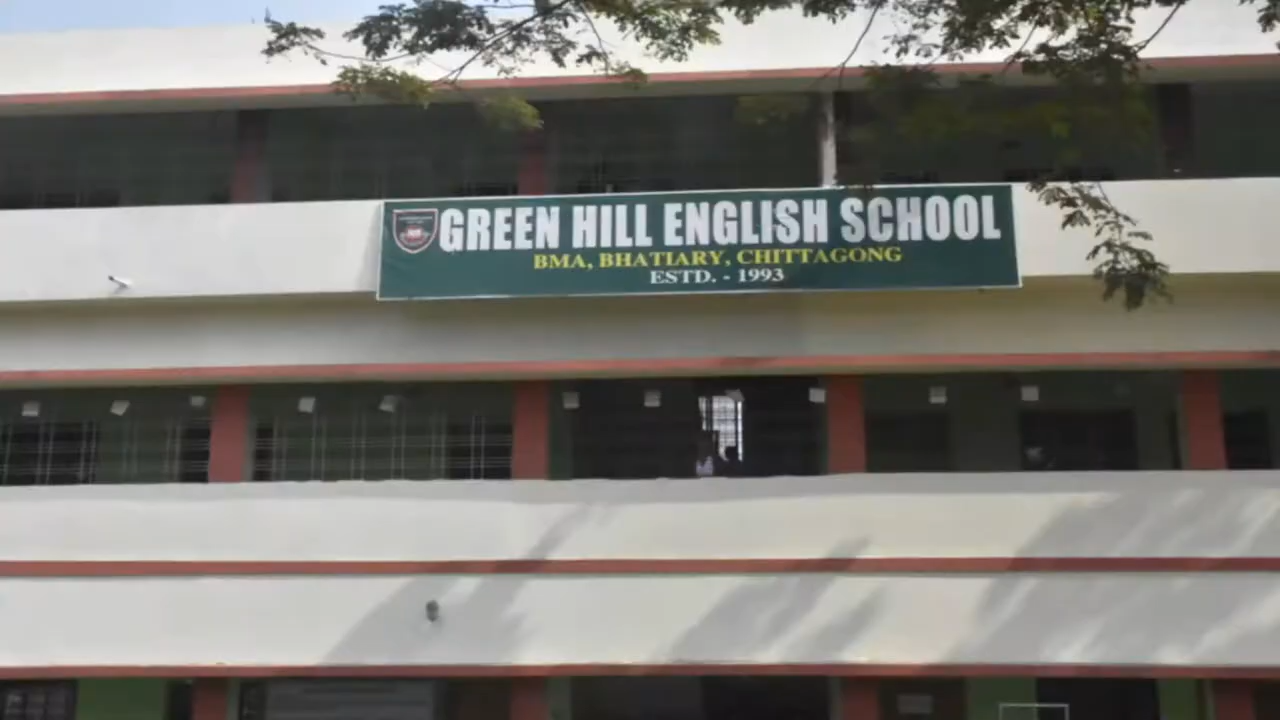 GREEN HILL ENGLISH SCHOOL
BMA, BHATIARY, CHITTAGONG
ESTD. - 1993